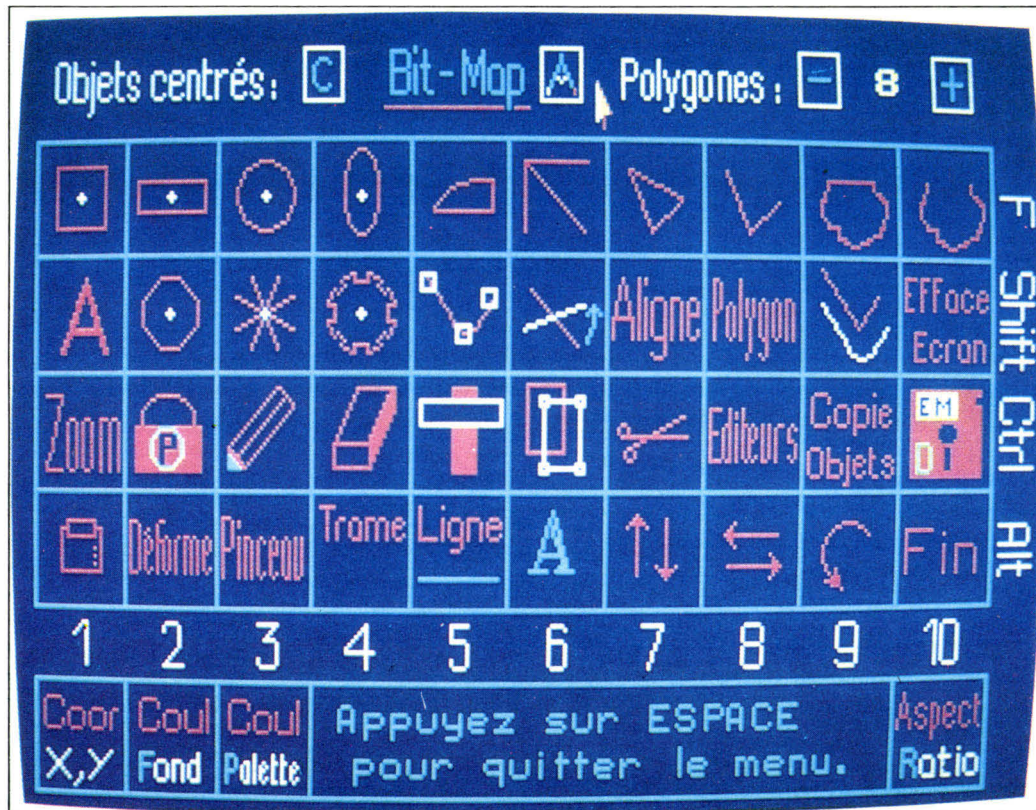 Objets centrés : C Bit-Map A Polygones : - 8 +
F
A Aligne Polygon EFFace Ecran
Shift
Zoom P Editeurs Copie Objets EM D i
Ctrl
Déforme Pinceau Trame Ligne A Fin
Alt
1 2 3 4 5 6 7 8 9 10
Coor Coul Coul Appuyez sur ESPACE Aspect
X,Y Fond Palette pour quitter le menu. Ratio